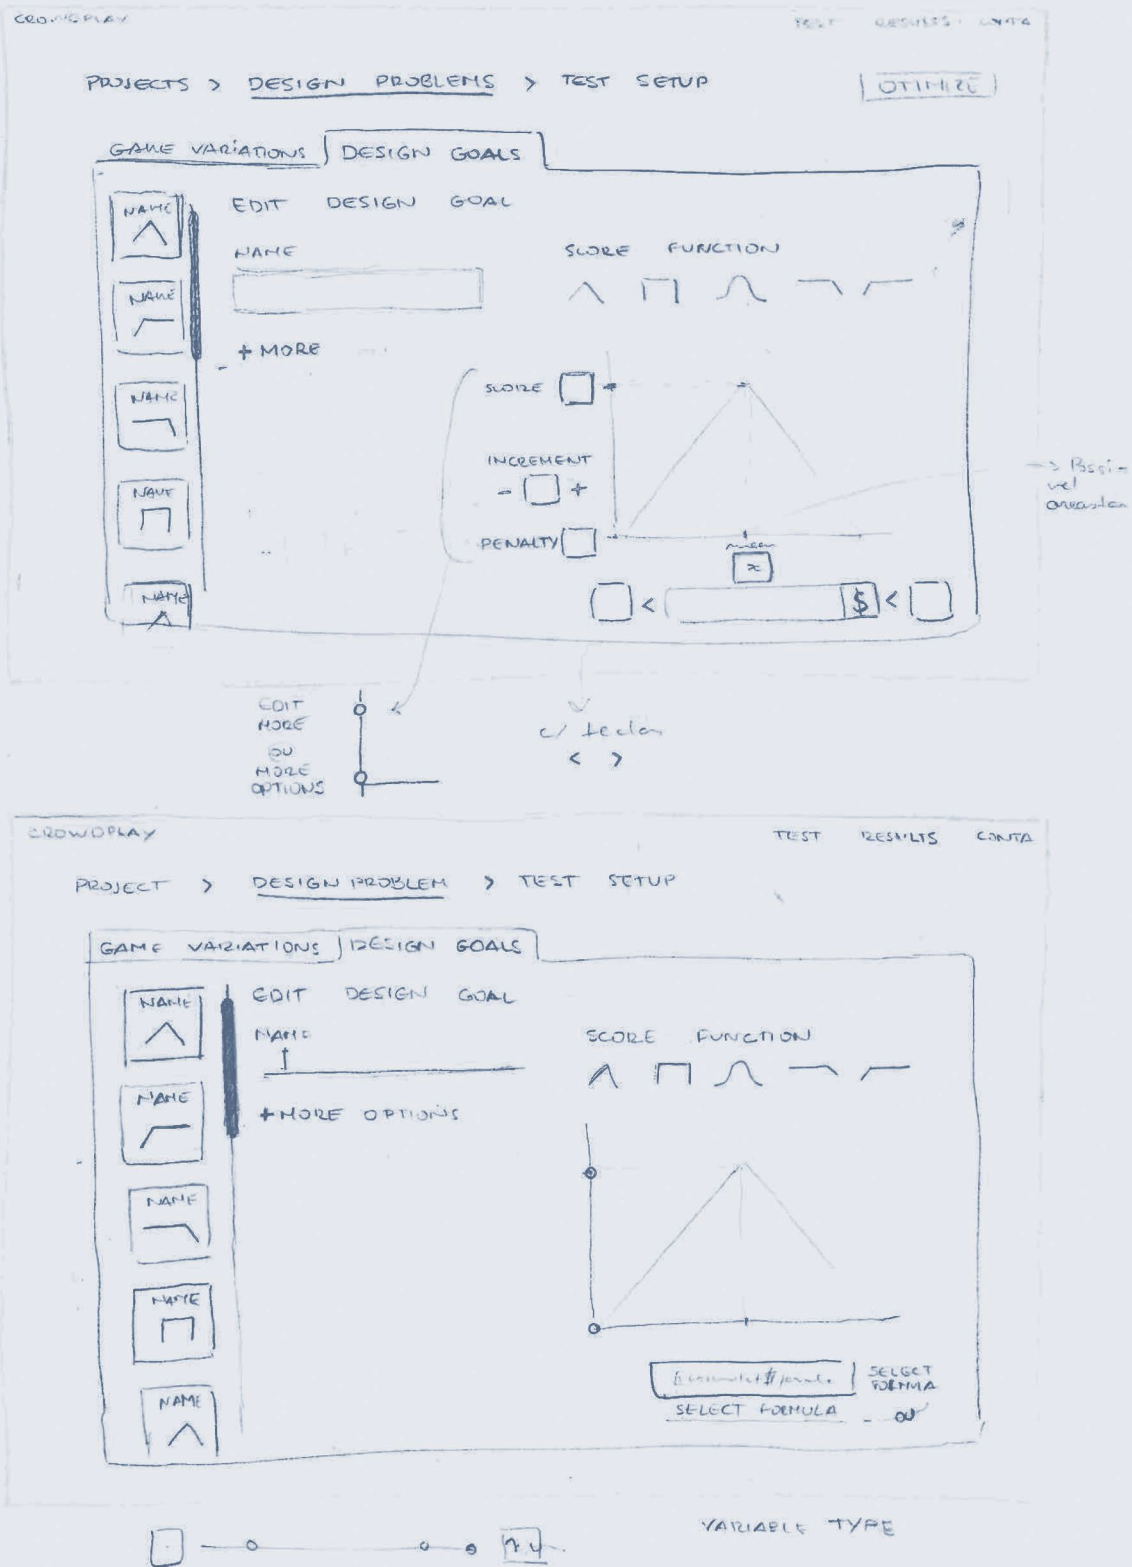 CROWDPLAY
TEST RESULTS CONTA
PROJECTS > DESIGN PROBLEMS > TEST SETUP
OTIMIZE
GAME VARIATIONS DESIGN GOALS
NAME
EDIT DESIGN GOAL
NAME
SCORE FUNCTION
NAME
+ MORE
SCORE
NAME
INCREMENT
- +
NAME
PENALTY
x
NAME
< $ <
EDIT
MORE
OU
MORE
OPTIONS
c/ teclas
< >
CROWDPLAY
TEST RESULTS CONTA
PROJECT > DESIGN PROBLEM > TEST SETUP
GAME VARIATIONS DESIGN GOALS
NAME
EDIT DESIGN GOAL
NAME
SCORE FUNCTION
NAME
+ MORE OPTIONS
NAME
NAME
NAME
SELECT
FORMULA
SELECT FORMULA
OU
VARIABLE TYPE